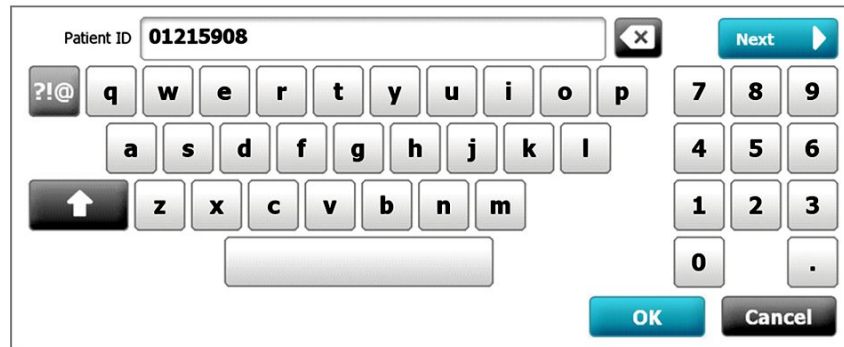 Patient ID 01215908 Next
?!@ q w e r t y u i o p 7 8 9
a s d f g h j k l 4 5 6
z x c v b n m 1 2 3
0 .
OK Cancel